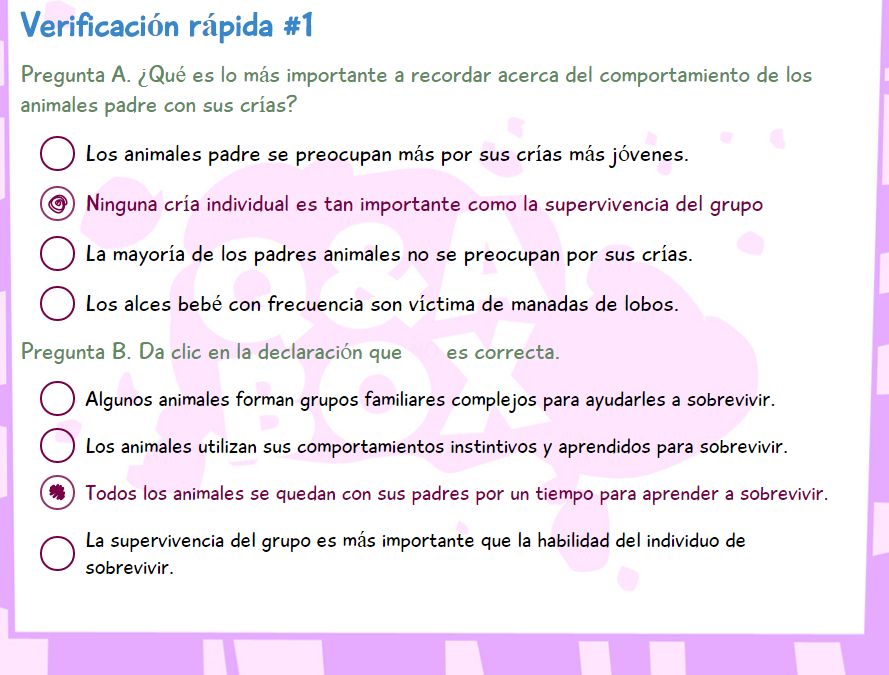 Verificación rápida #1
Pregunta A. ¿Qué es lo más importante a recordar acerca del comportamiento de los
animales padre con sus crías?
Los animales padre se preocupan más por sus crías más jóvenes.
Ninguna cría individual es tan importante como la supervivencia del grupo
La mayoría de los padres animales no se preocupan por sus crías.
Los alces bebé con frecuencia son víctima de manadas de lobos.
Pregunta B. Da clic en la declaración que NO es correcta.
Algunos animales forman grupos familiares complejos para ayudarles a sobrevivir.
Los animales utilizan sus comportamientos instintivos y aprendidos para sobrevivir.
Todos los animales se quedan con sus padres por un tiempo para aprender a sobrevivir.
La supervivencia del grupo es más importante que la habilidad del individuo de
sobrevivir.
Q&A
BOX